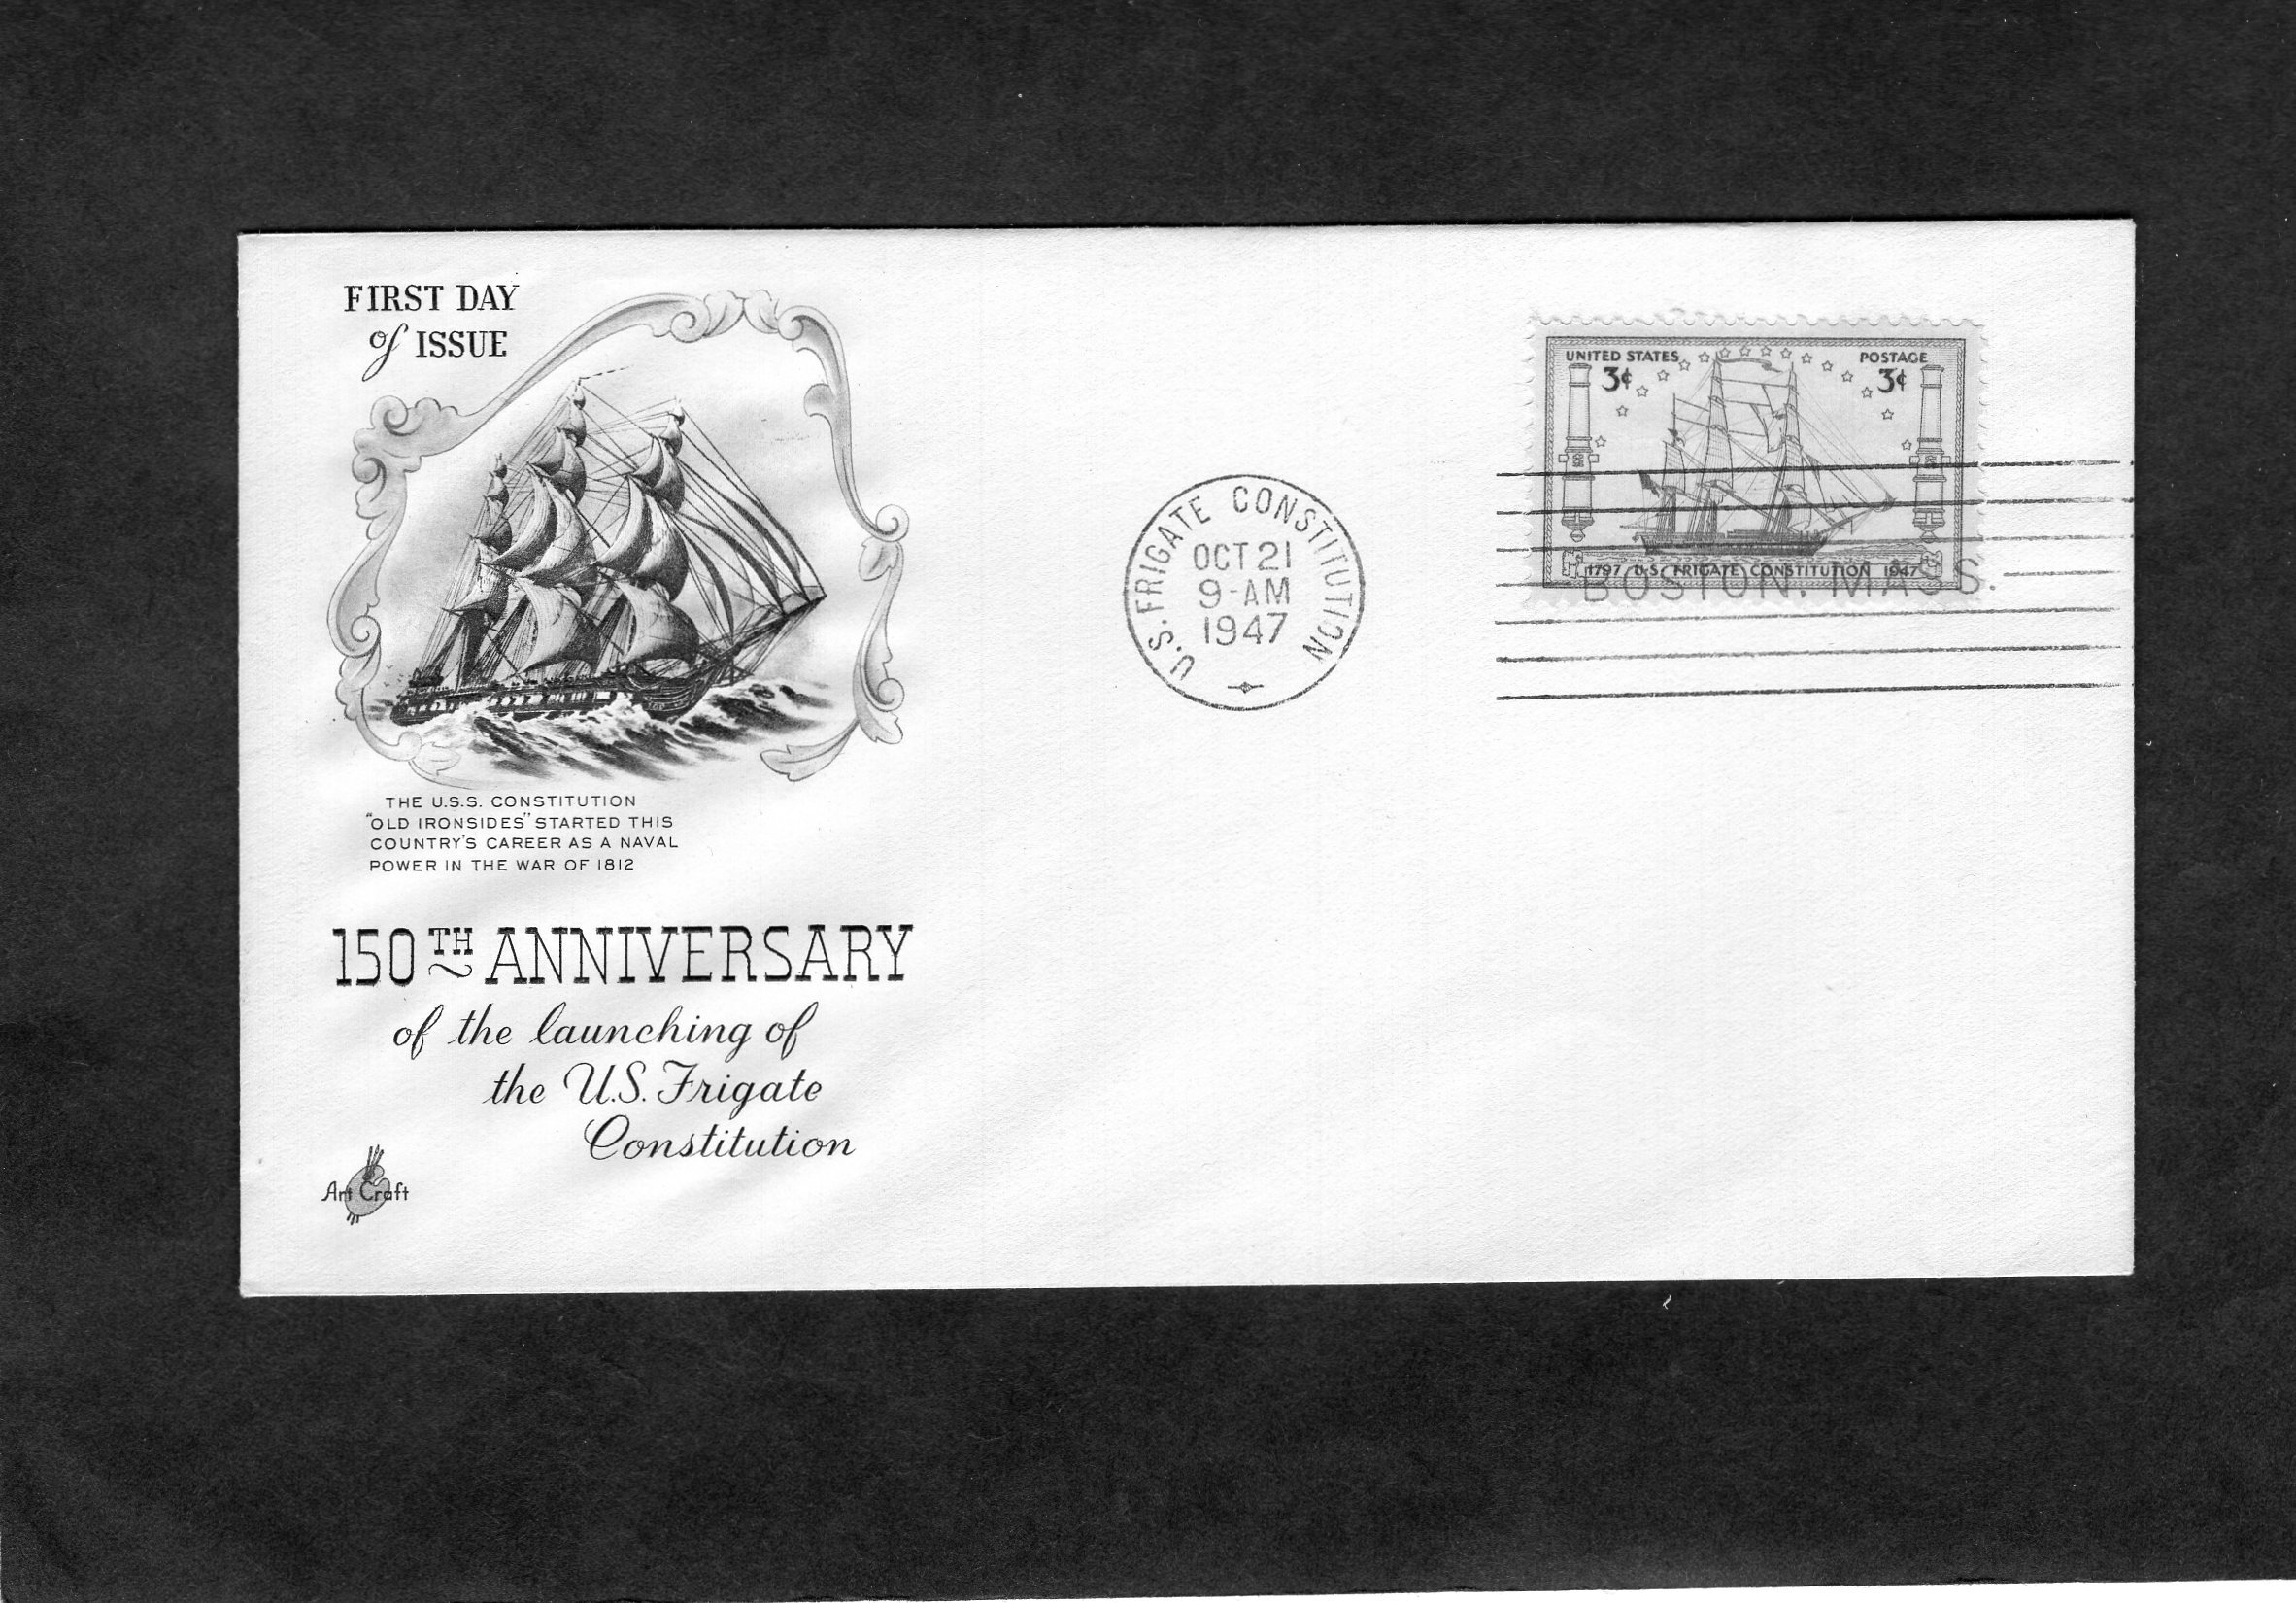 FIRST DAY
of ISSUE
THE U.S.S. CONSTITUTION
"OLD IRONSIDES" STARTED THIS
COUNTRY'S CAREER AS A NAVAL
POWER IN THE WAR OF 1812
150TH ANNIVERSARY
of the launching of
the U.S. Frigate
Constitution
Art Craft
U.S. FRIGATE CONSTITUTION
OCT 21
9-AM
1947
UNITED STATES POSTAGE
3¢ 3¢
1797 U.S. FRIGATE CONSTITUTION 1947
BOSTON, MASS.